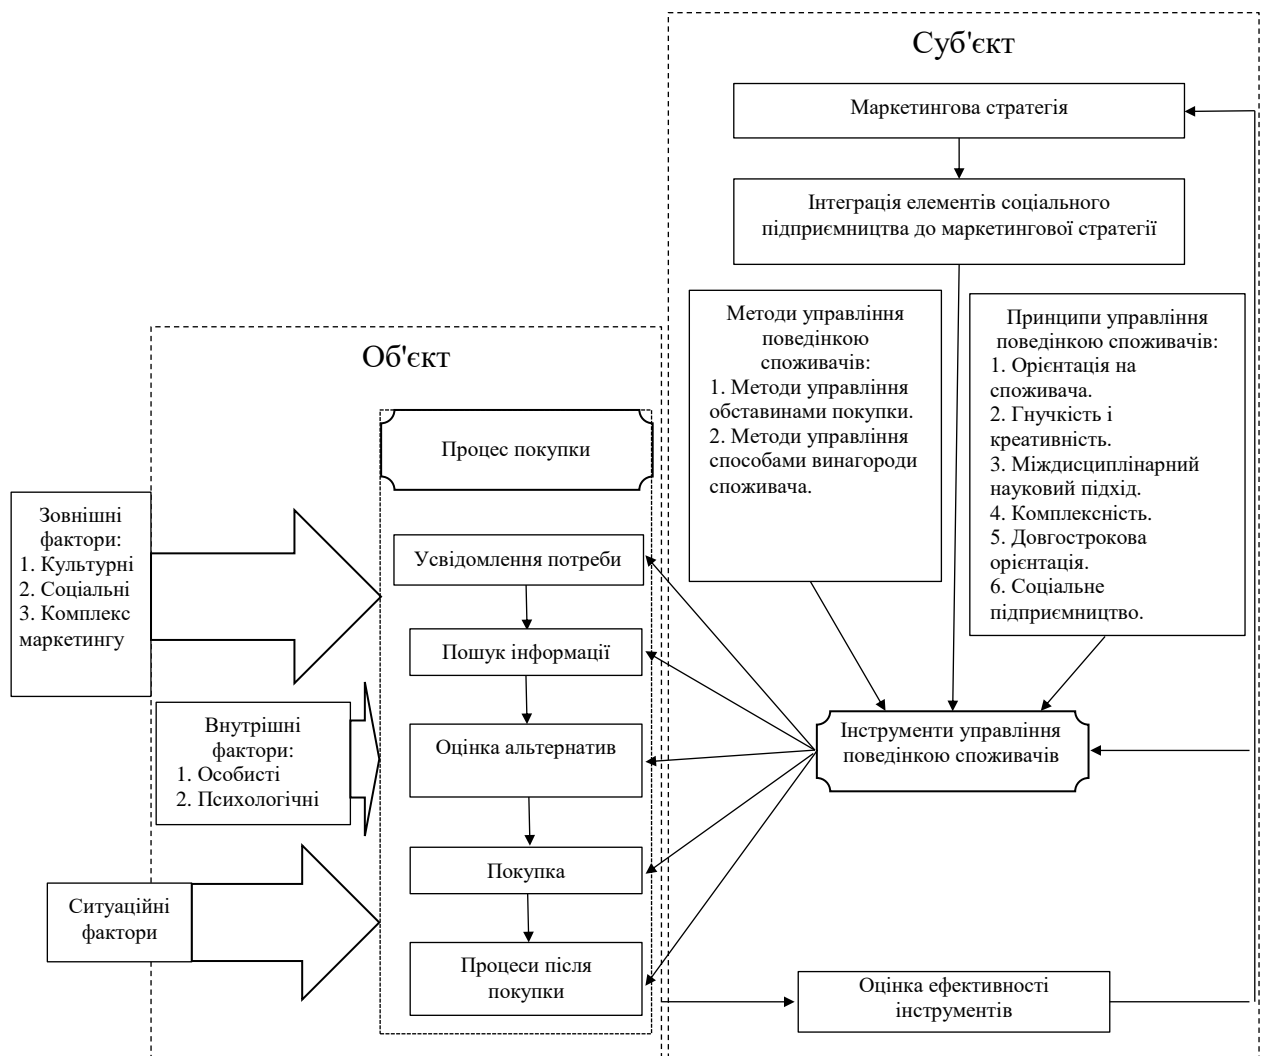 Суб'єкт
Маркетингова стратегія
Інтеграція елементів соціального
підприємництва до маркетингової стратегії
Методи управління
поведінкою
споживачів:
1. Методи управління
обставинами покупки.
2. Методи управління
способами винагороди
споживача.
Принципи управління
поведінкою споживачів:
1. Орієнтація на
споживача.
2. Гнучкість і
креативність.
3. Міждисциплінарний
науковий підхід.
4. Комплексність.
5. Довгострокова
орієнтація.
6. Соціальне
підприємництво.
Об'єкт
Процес покупки
Зовнішні
фактори:
1. Культурні
2. Соціальні
3. Комплекс
маркетингу
Усвідомлення потреби
Пошук інформації
Внутрішні
фактори:
1. Особисті
2. Психологічні
Оцінка альтернатив
Інструменти управління
поведінкою споживачів
Покупка
Ситуаційні
фактори
Процеси після
покупки
Оцінка ефективності
інструментів